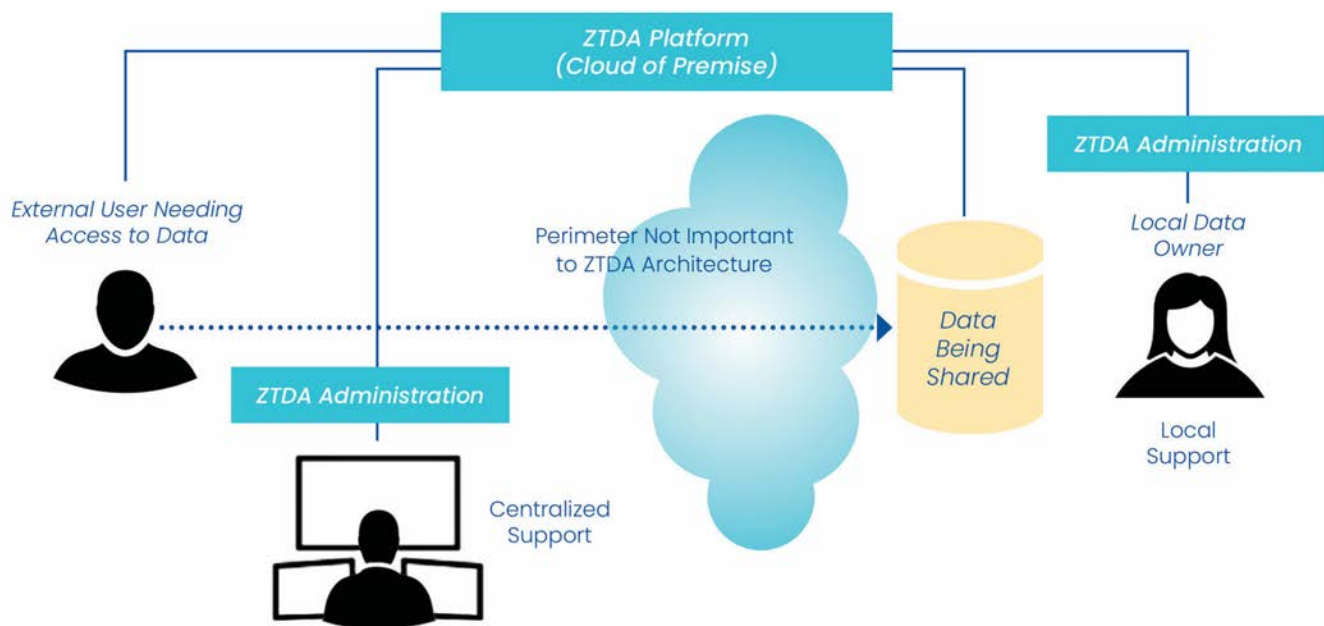 ZTDA Platform
(Cloud of Premise)
ZTDA Administration
External User Needing
Access to Data
Local Data
Owner
Perimeter Not Important
to ZTDA Architecture
Data
Being
Shared
ZTDA Administration
Local
Support
Centralized
Support